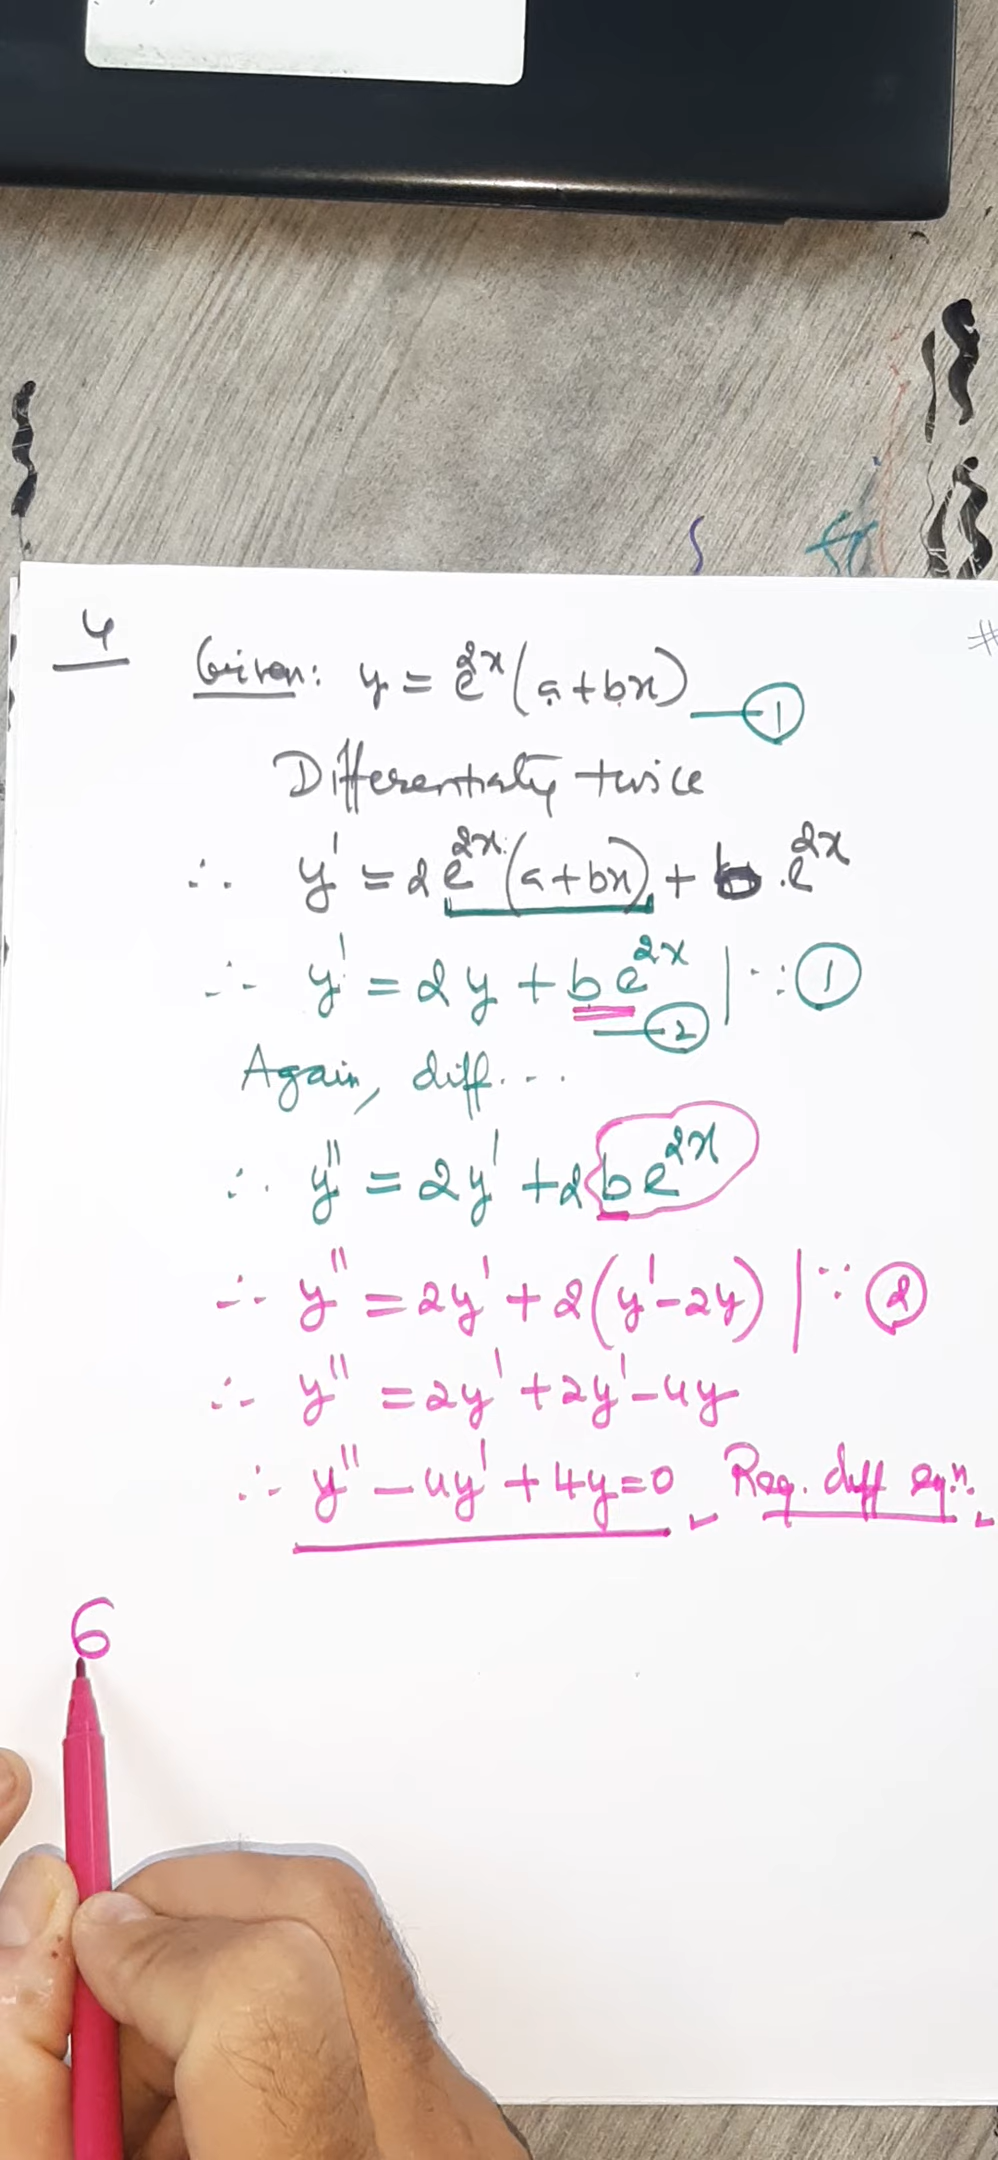 4
Given: y = e^{2x}(a+bx) —①
Differentiatg twice
∴ y' = 2e^{2x}.(a+bx) + b.e^{2x}
∴ y' = 2y + be^{2x} | ∵ ①
—②
Again, diff...
∴ y'' = 2y' + 2be^{2x}
∴ y'' = 2y' + 2(y'-2y) | ∵ ②
∴ y'' = 2y' + 2y' - 4y
∴ y'' - 4y' + 4y = 0 Req. diff eqⁿ.
6
#